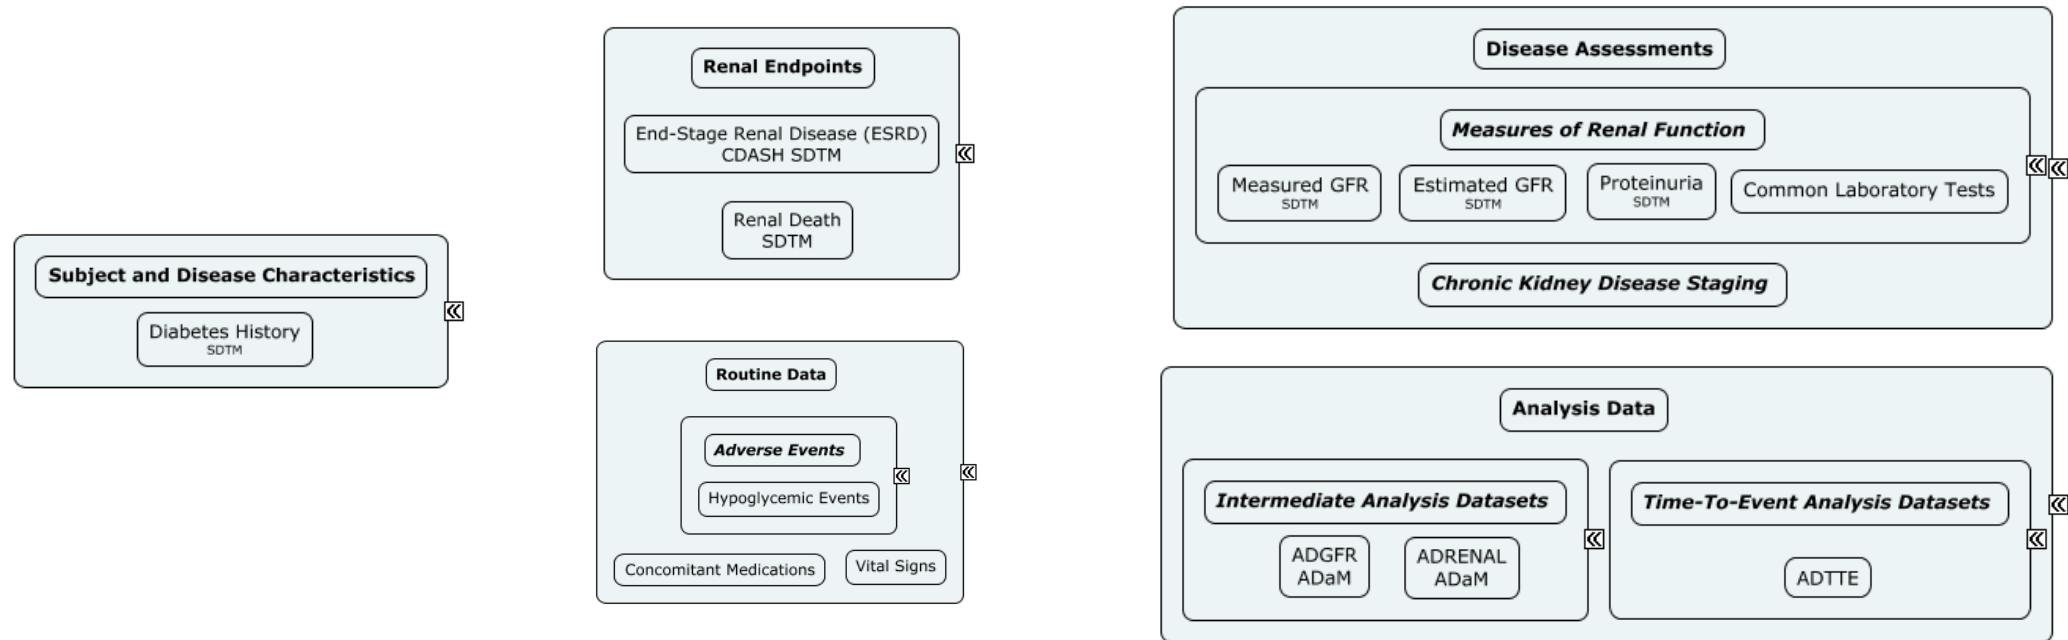 Subject and Disease Characteristics
Diabetes History
SDTM
Renal Endpoints
End-Stage Renal Disease (ESRD)
CDASH SDTM
Renal Death
SDTM
Routine Data
Adverse Events
Hypoglycemic Events
Concomitant Medications
Vital Signs
Disease Assessments
Measures of Renal Function
Measured GFR
SDTM
Estimated GFR
SDTM
Proteinuria
SDTM
Common Laboratory Tests
Chronic Kidney Disease Staging
Analysis Data
Intermediate Analysis Datasets
ADGFR
ADaM
ADRENAL
ADaM
Time-To-Event Analysis Datasets
ADTTE